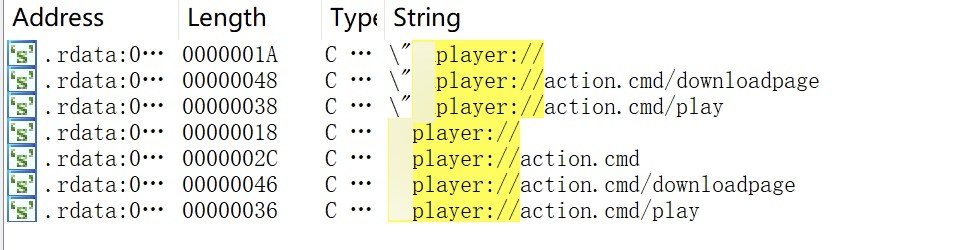 Address Length Type String
's' .rdata:0… 0000001A C … \" player://
's' .rdata:0… 00000048 C … \" player://action.cmd/downloadpage
's' .rdata:0… 00000038 C … \" player://action.cmd/play
's' .rdata:0… 00000018 C … player://
's' .rdata:0… 0000002C C … player://action.cmd
's' .rdata:0… 00000046 C … player://action.cmd/downloadpage
's' .rdata:0… 00000036 C … player://action.cmd/play